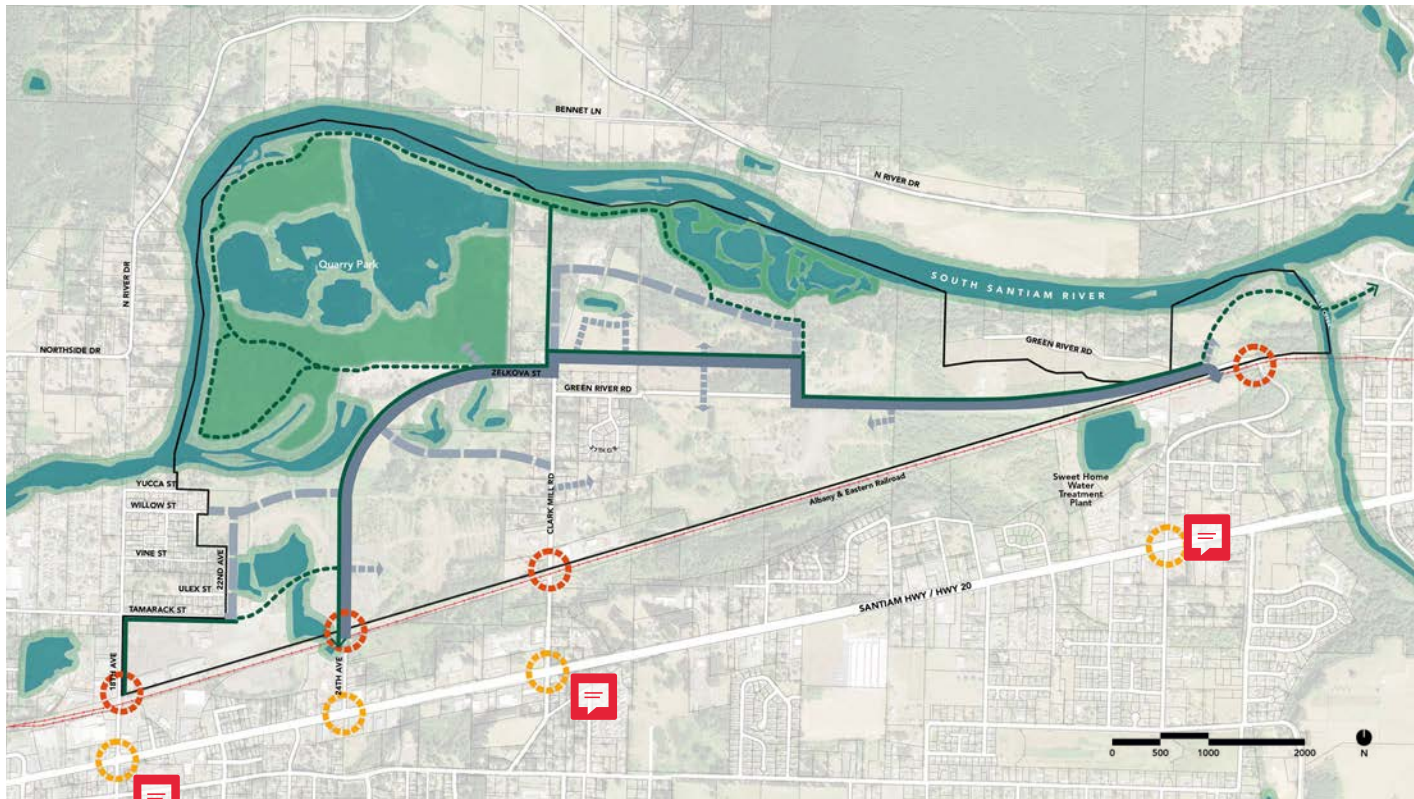 BENNET LN
N RIVER DR
Quarry Park
N RIVER DR
SOUTH SANTIAM RIVER
NORTHSIDE DR
GREEN RIVER RD
ZELKOVA ST
GREEN RIVER RD
YUCCA ST
WILLOW ST
CLARK MILL RD
Albany & Eastern Railroad
Sweet Home
Water
Treatment
Plant
VINE ST
22ND AVE
ULEX ST
TAMARACK ST
SANTIAM HWY / HWY 20
18TH AVE
24TH AVE
0 500 1000 2000
N